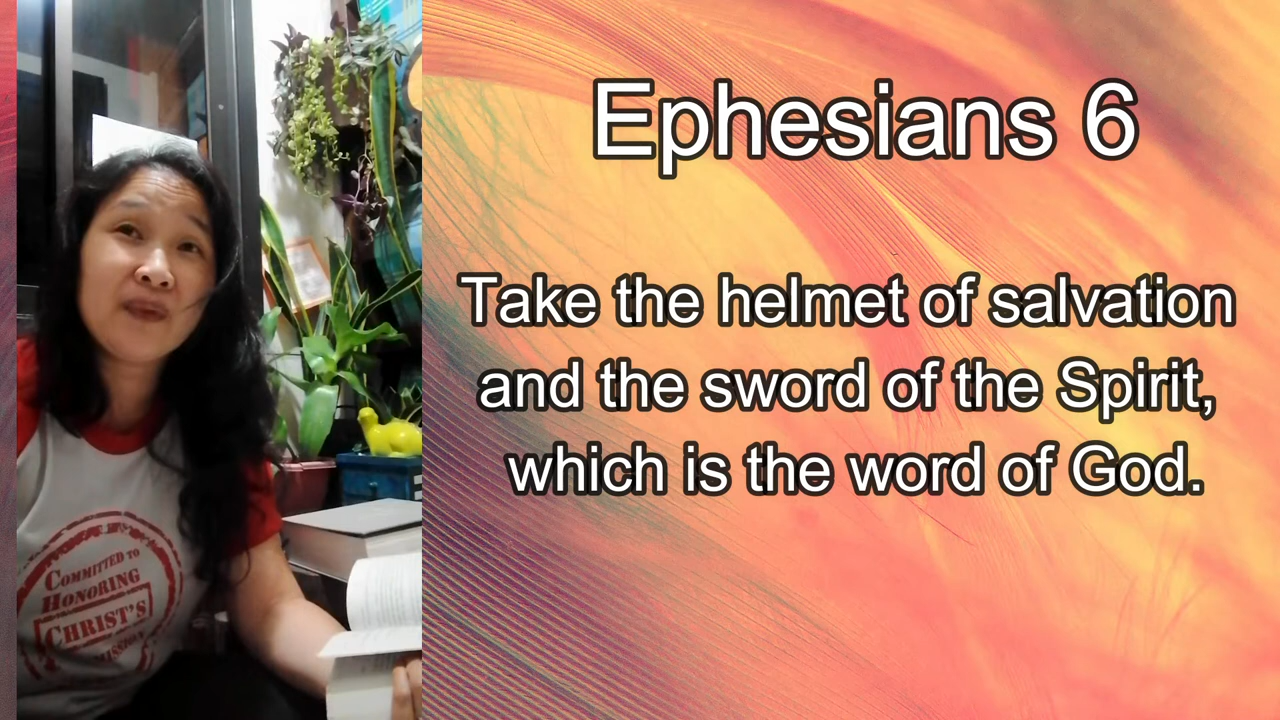 Ephesians 6
Take the helmet of salvation
and the sword of the Spirit,
which is the word of God.
COMMITTED TO
HONORING
CHRIST'S